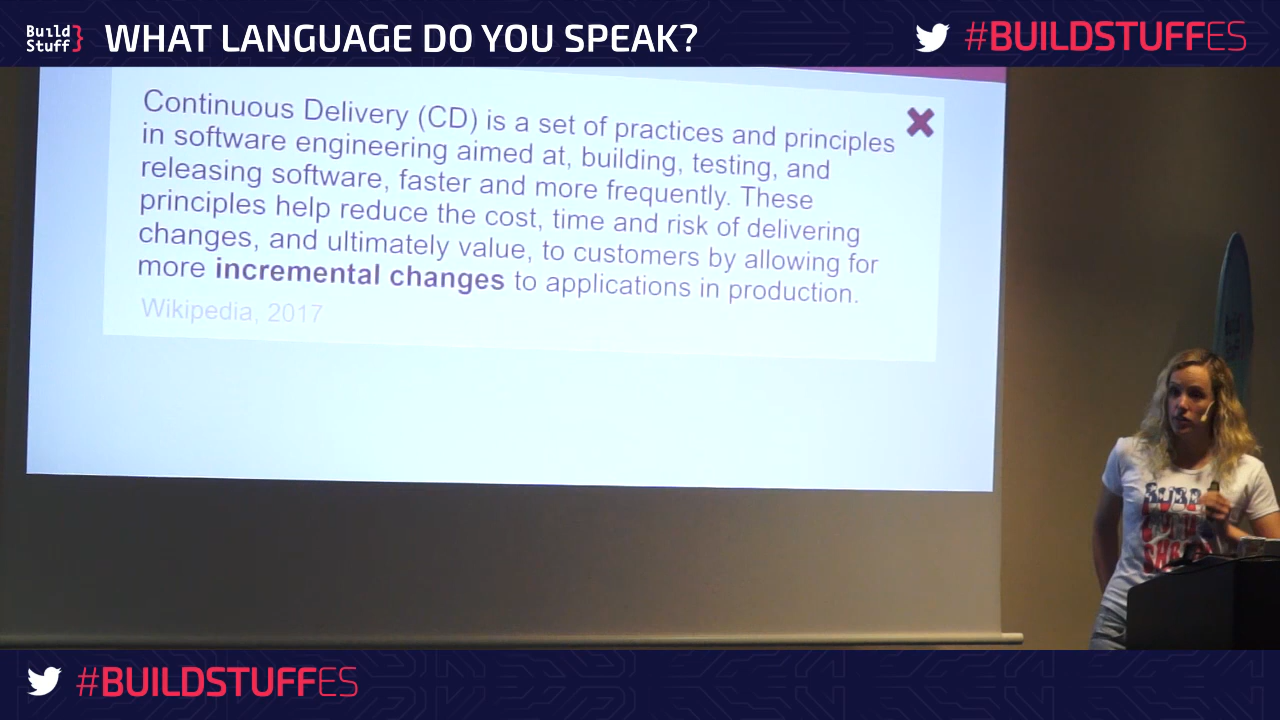 Build
Stuff}
WHAT LANGUAGE DO YOU SPEAK?
#BUILDSTUFFES
Continuous Delivery (CD) is a set of practices and principles
in software engineering aimed at, building, testing, and
releasing software, faster and more frequently. These
principles help reduce the cost, time and risk of delivering
changes, and ultimately value, to customers by allowing for
more incremental changes to applications in production.
Wikipedia, 2017
#BUILDSTUFFES